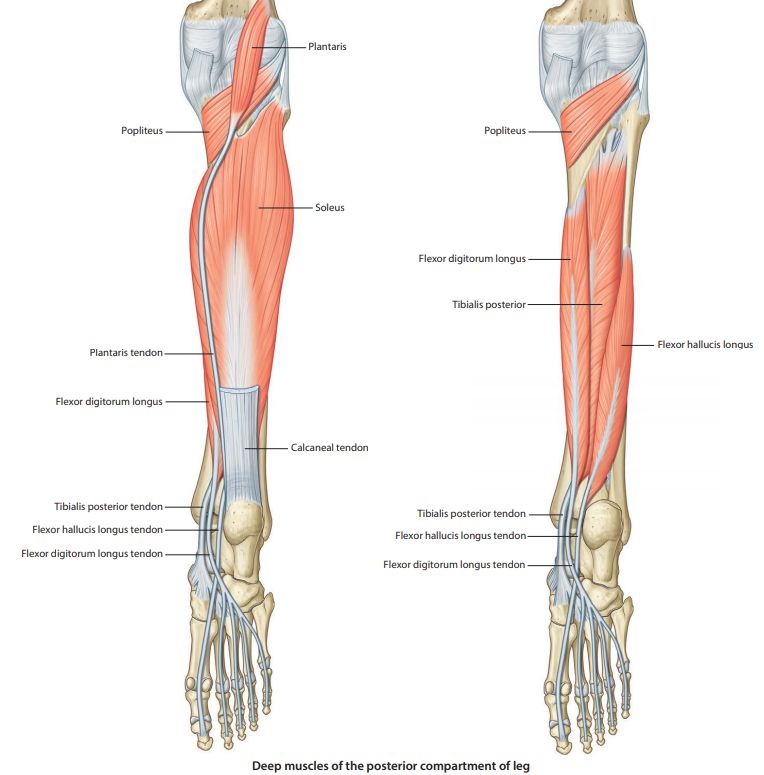 Plantaris
Popliteus
Soleus
Plantaris tendon
Flexor digitorum longus
Calcaneal tendon
Tibialis posterior tendon
Flexor hallucis longus tendon
Flexor digitorum longus tendon
Popliteus
Flexor digitorum longus
Tibialis posterior
Flexor hallucis longus
Tibialis posterior tendon
Flexor hallucis longus tendon
Flexor digitorum longus tendon
Deep muscles of the posterior compartment of leg